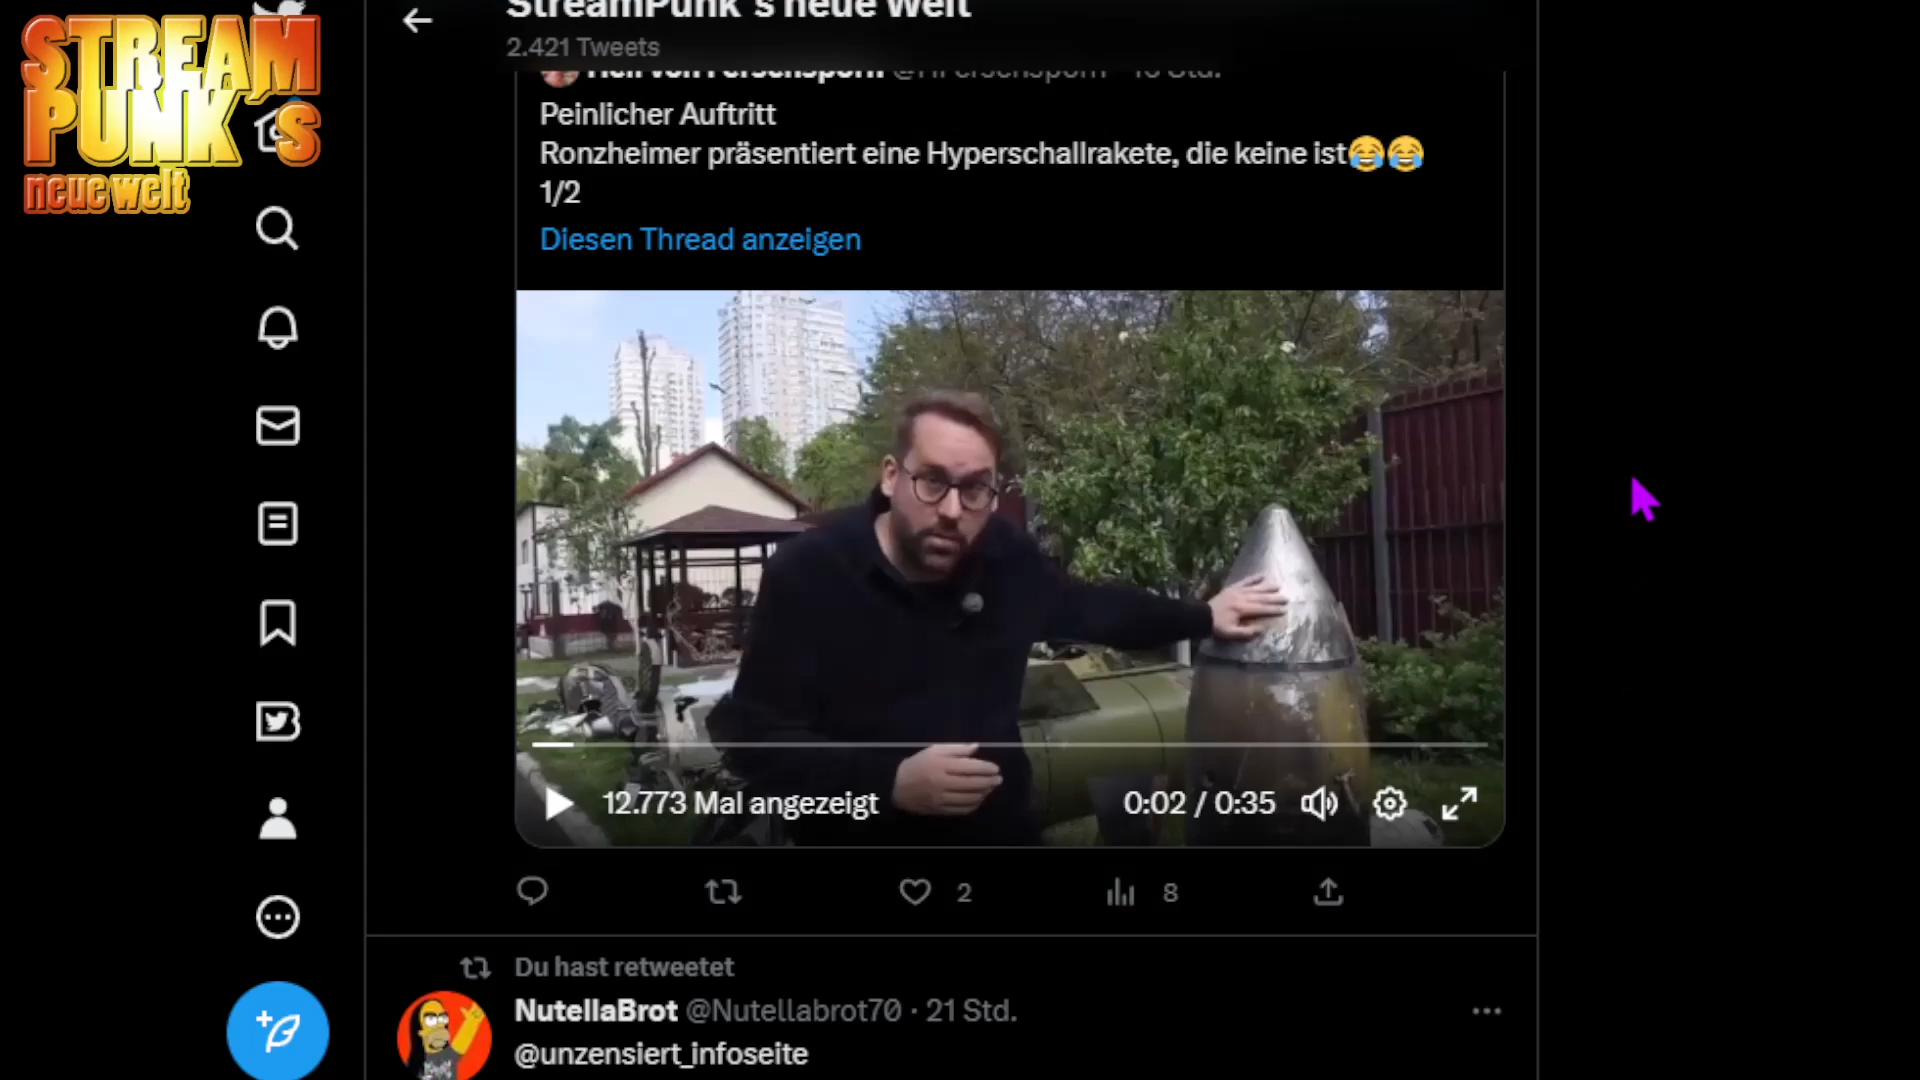 STREAM
PUNK´S
neue welt
StreamPunk´s neue Welt
2.421 Tweets
Peinlicher Auftritt
Ronzheimer präsentiert eine Hyperschallrakete, die keine ist😂😂
1/2
Diesen Thread anzeigen
12.773 Mal angezeigt
0:02 / 0:35
2
8
Du hast retweetet
NutellaBrot @Nutellabrot70 · 21 Std.
@unzensiert_infoseite